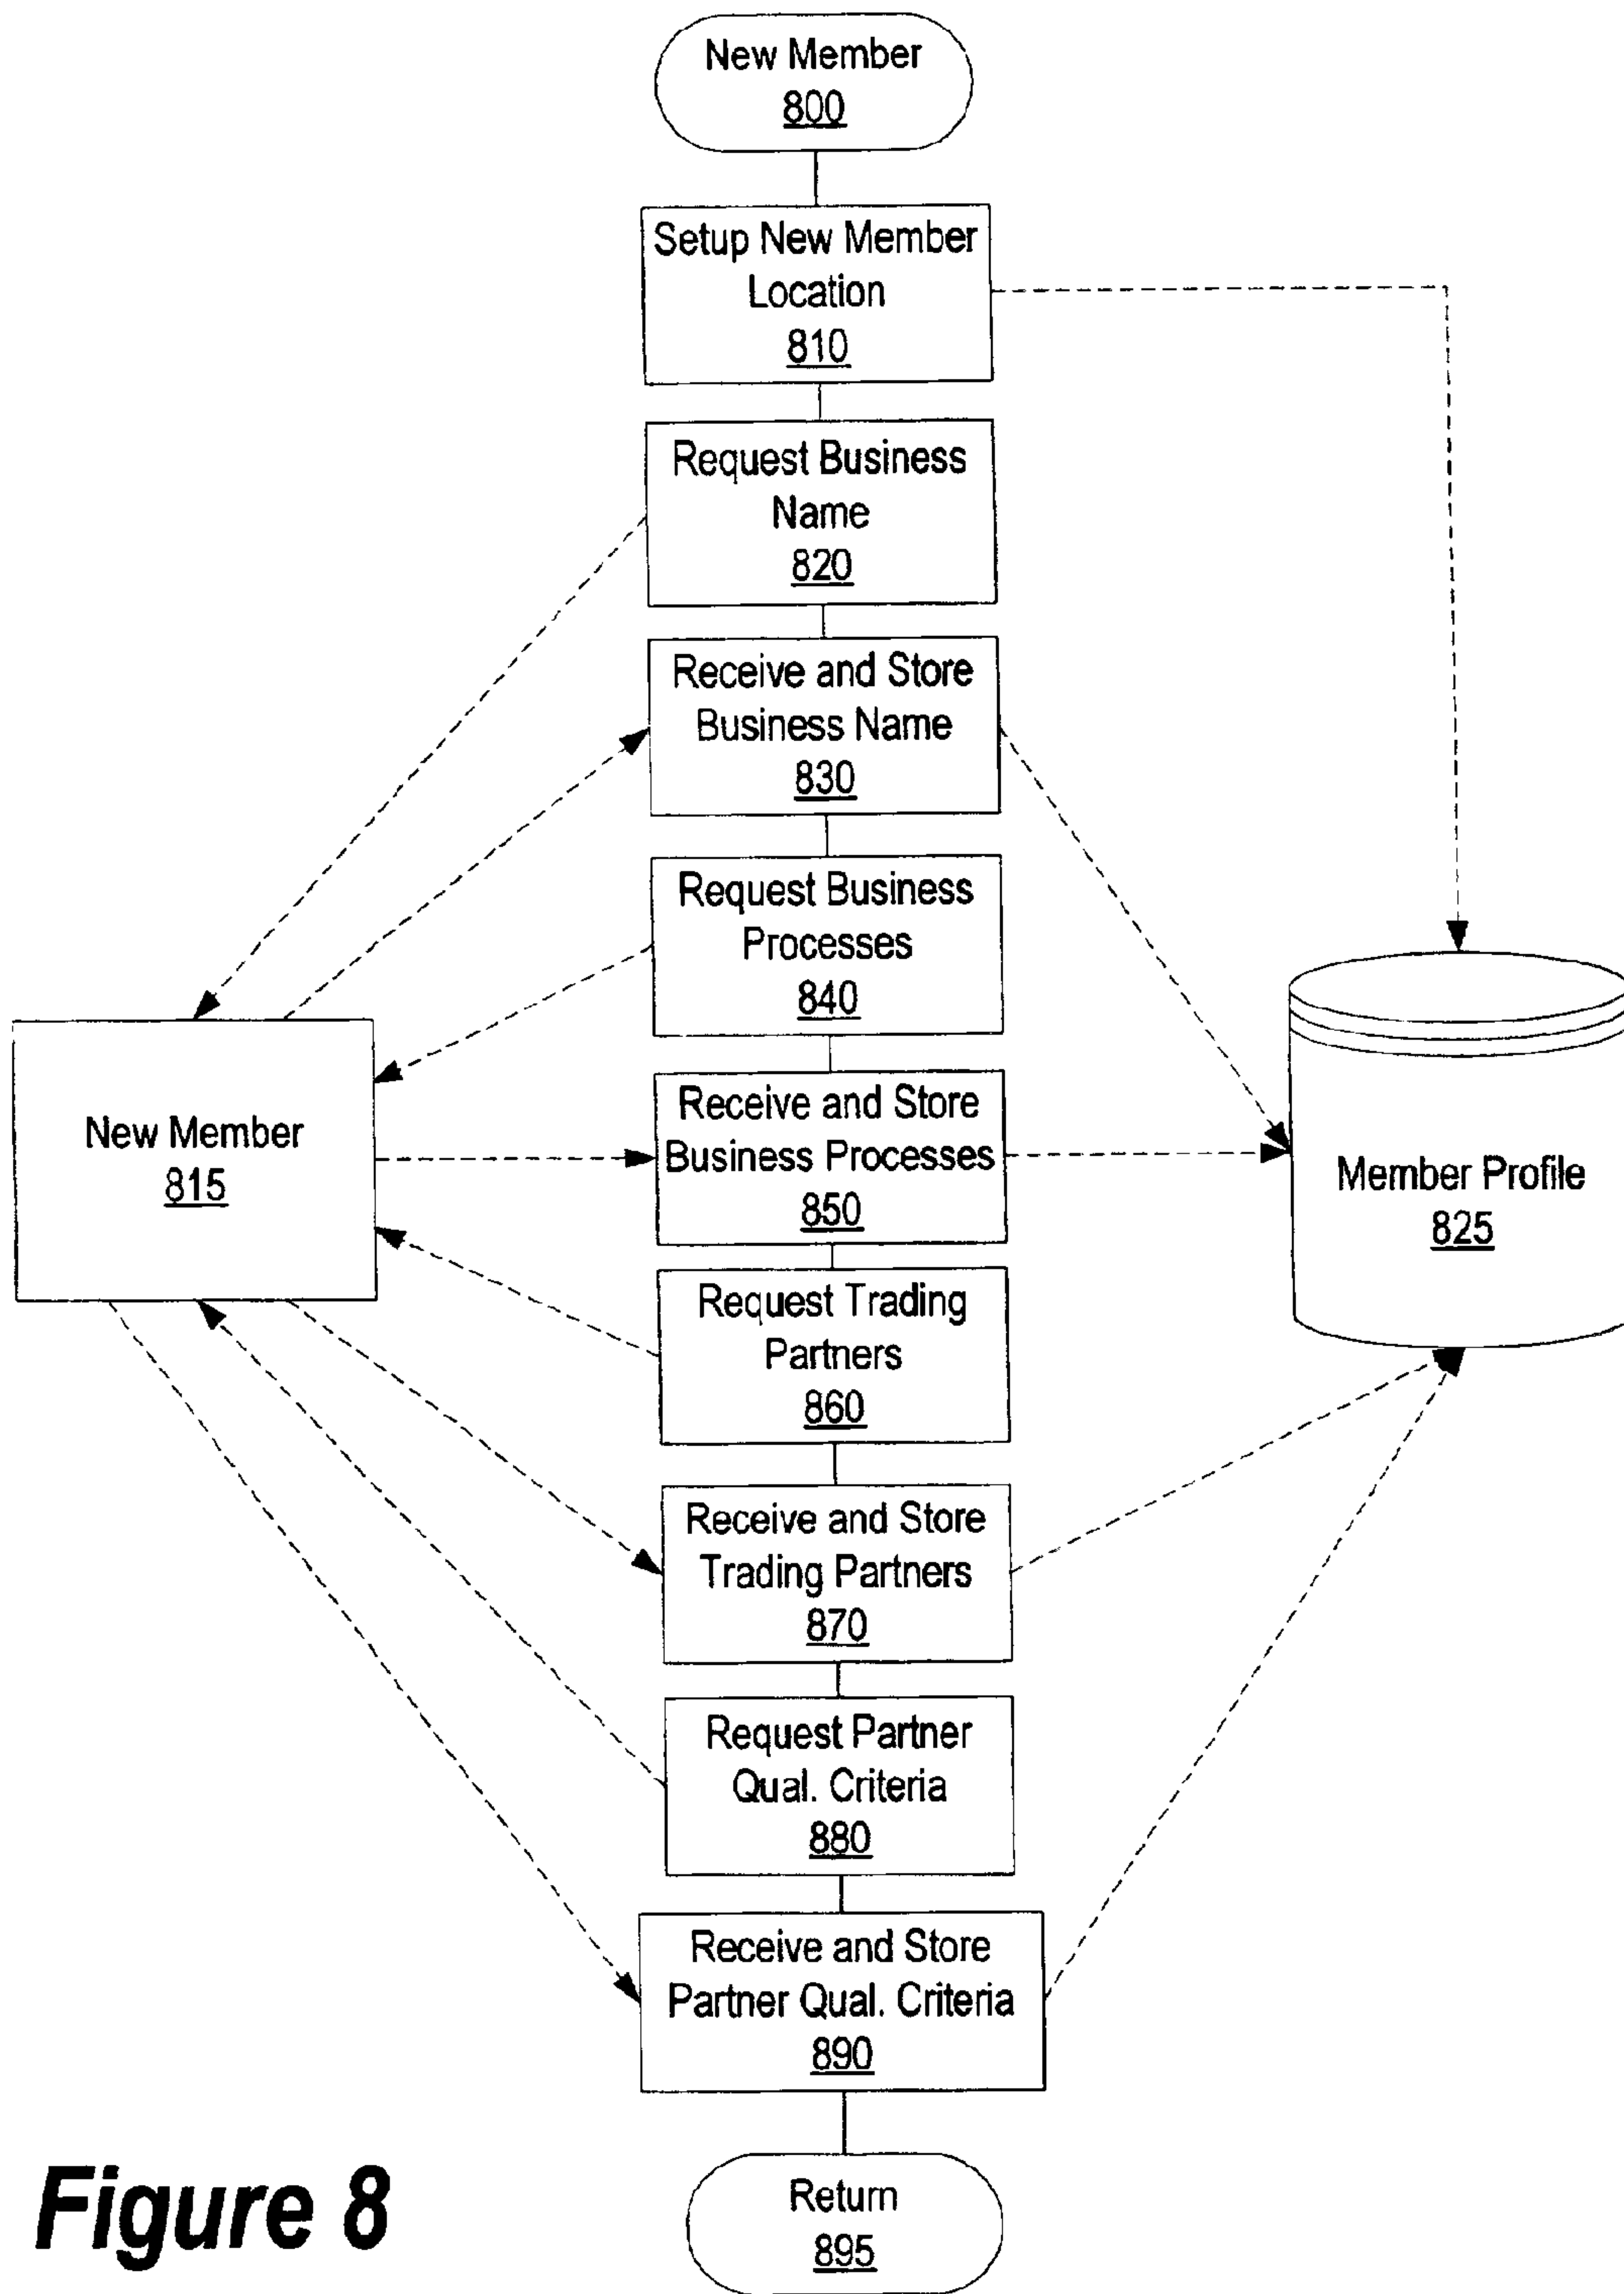 New Member
800
Setup New Member
Location
810
Request Business
Name
820
Receive and Store
Business Name
830
Request Business
Processes
840
New Member
815
Receive and Store
Business Processes
850
Member Profile
825
Request Trading
Partners
860
Receive and Store
Trading Partners
870
Request Partner
Qual. Criteria
880
Receive and Store
Partner Qual. Criteria
890
Return
895
Figure 8